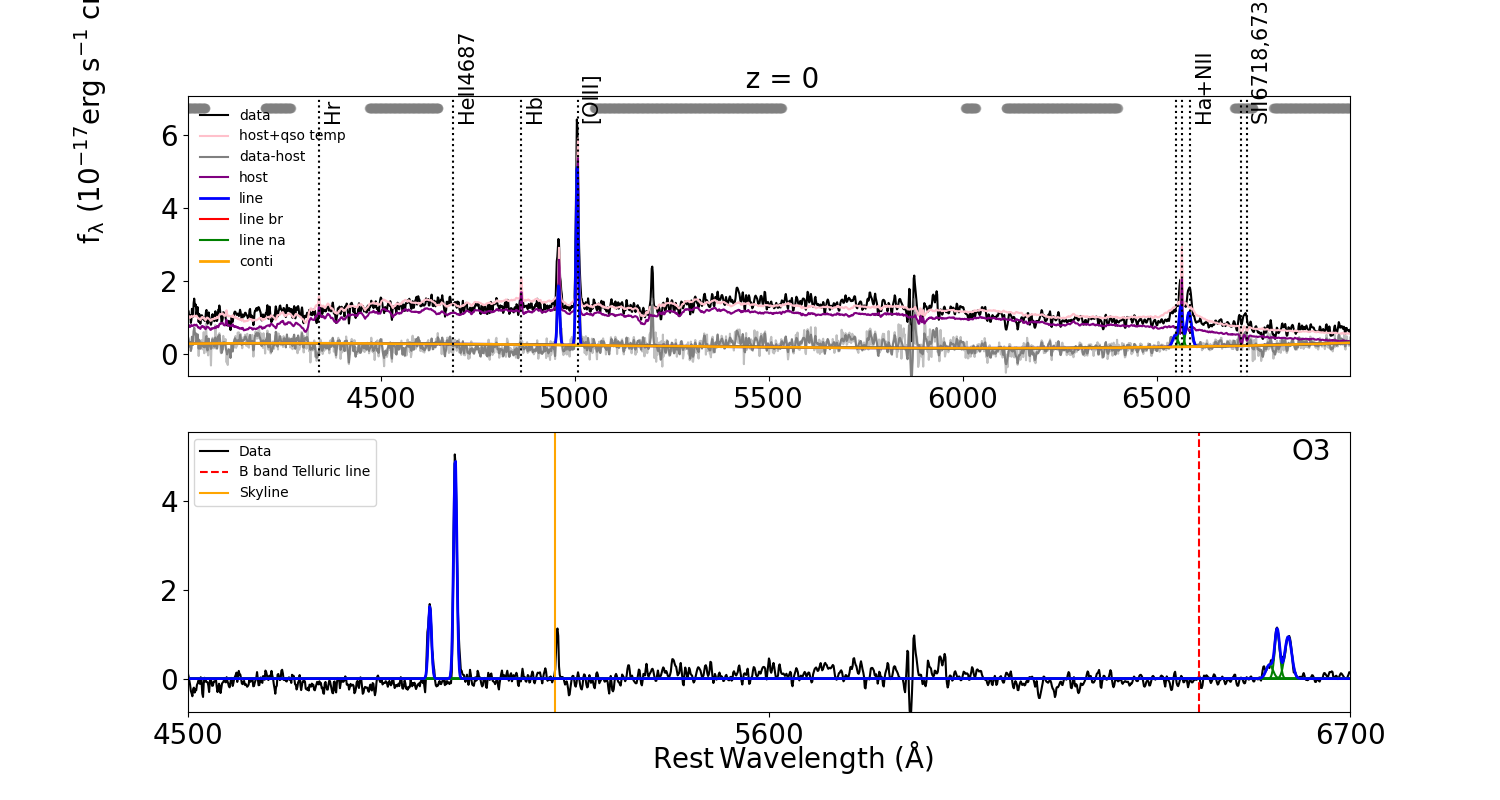 z = 0
f_λ (10^−17 erg s^−1 c
Hr
HeII4687
Hb
[OIII]
Ha+NII
SII6718,673
data
host+qso temp
data-host
host
line
line br
line na
conti
6
4
2
0
4500 5000 5500 6000 6500
O3
Data
B band Telluric line
Skyline
4
2
0
4500 5600 6700
Rest Wavelength (Å)